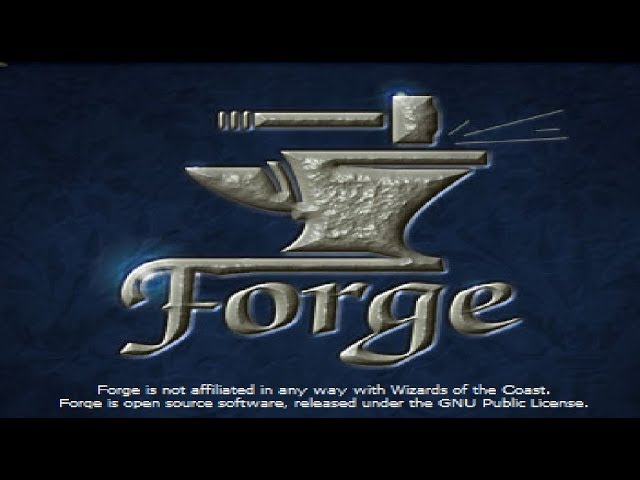 Forge
Forge is not affiliated in any way with Wizards of the Coast.
Forge is open source software, released under the GNU Public License.